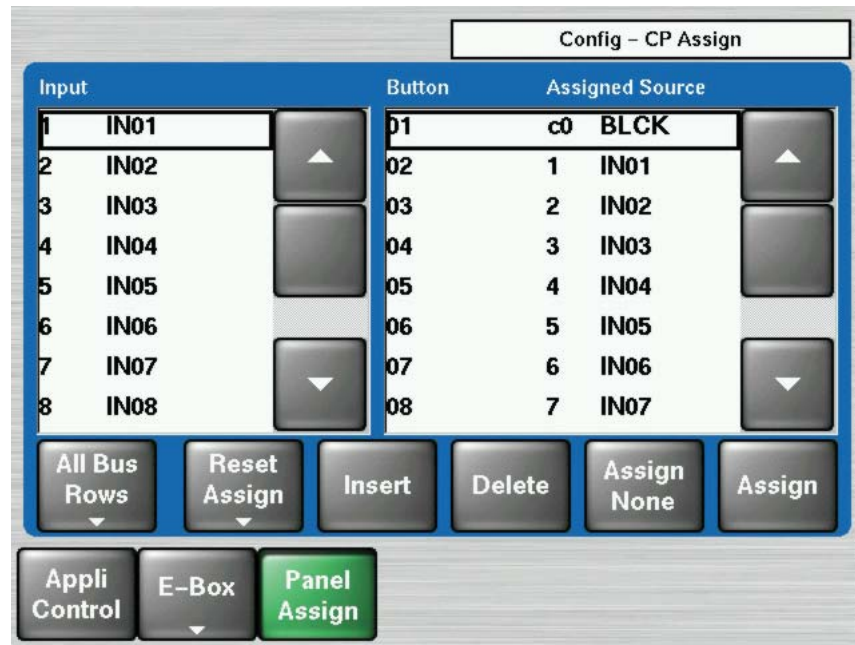 Config – CP Assign
Input Button Assigned Source
1 IN01 01 c0 BLCK
2 IN02 02 1 IN01
3 IN03 03 2 IN02
4 IN04 04 3 IN03
5 IN05 05 4 IN04
6 IN06 06 5 IN05
7 IN07 07 6 IN06
8 IN08 08 7 IN07
All Bus Rows
Reset Assign
Insert
Delete
Assign None
Assign
Appli Control
E–Box
Panel Assign